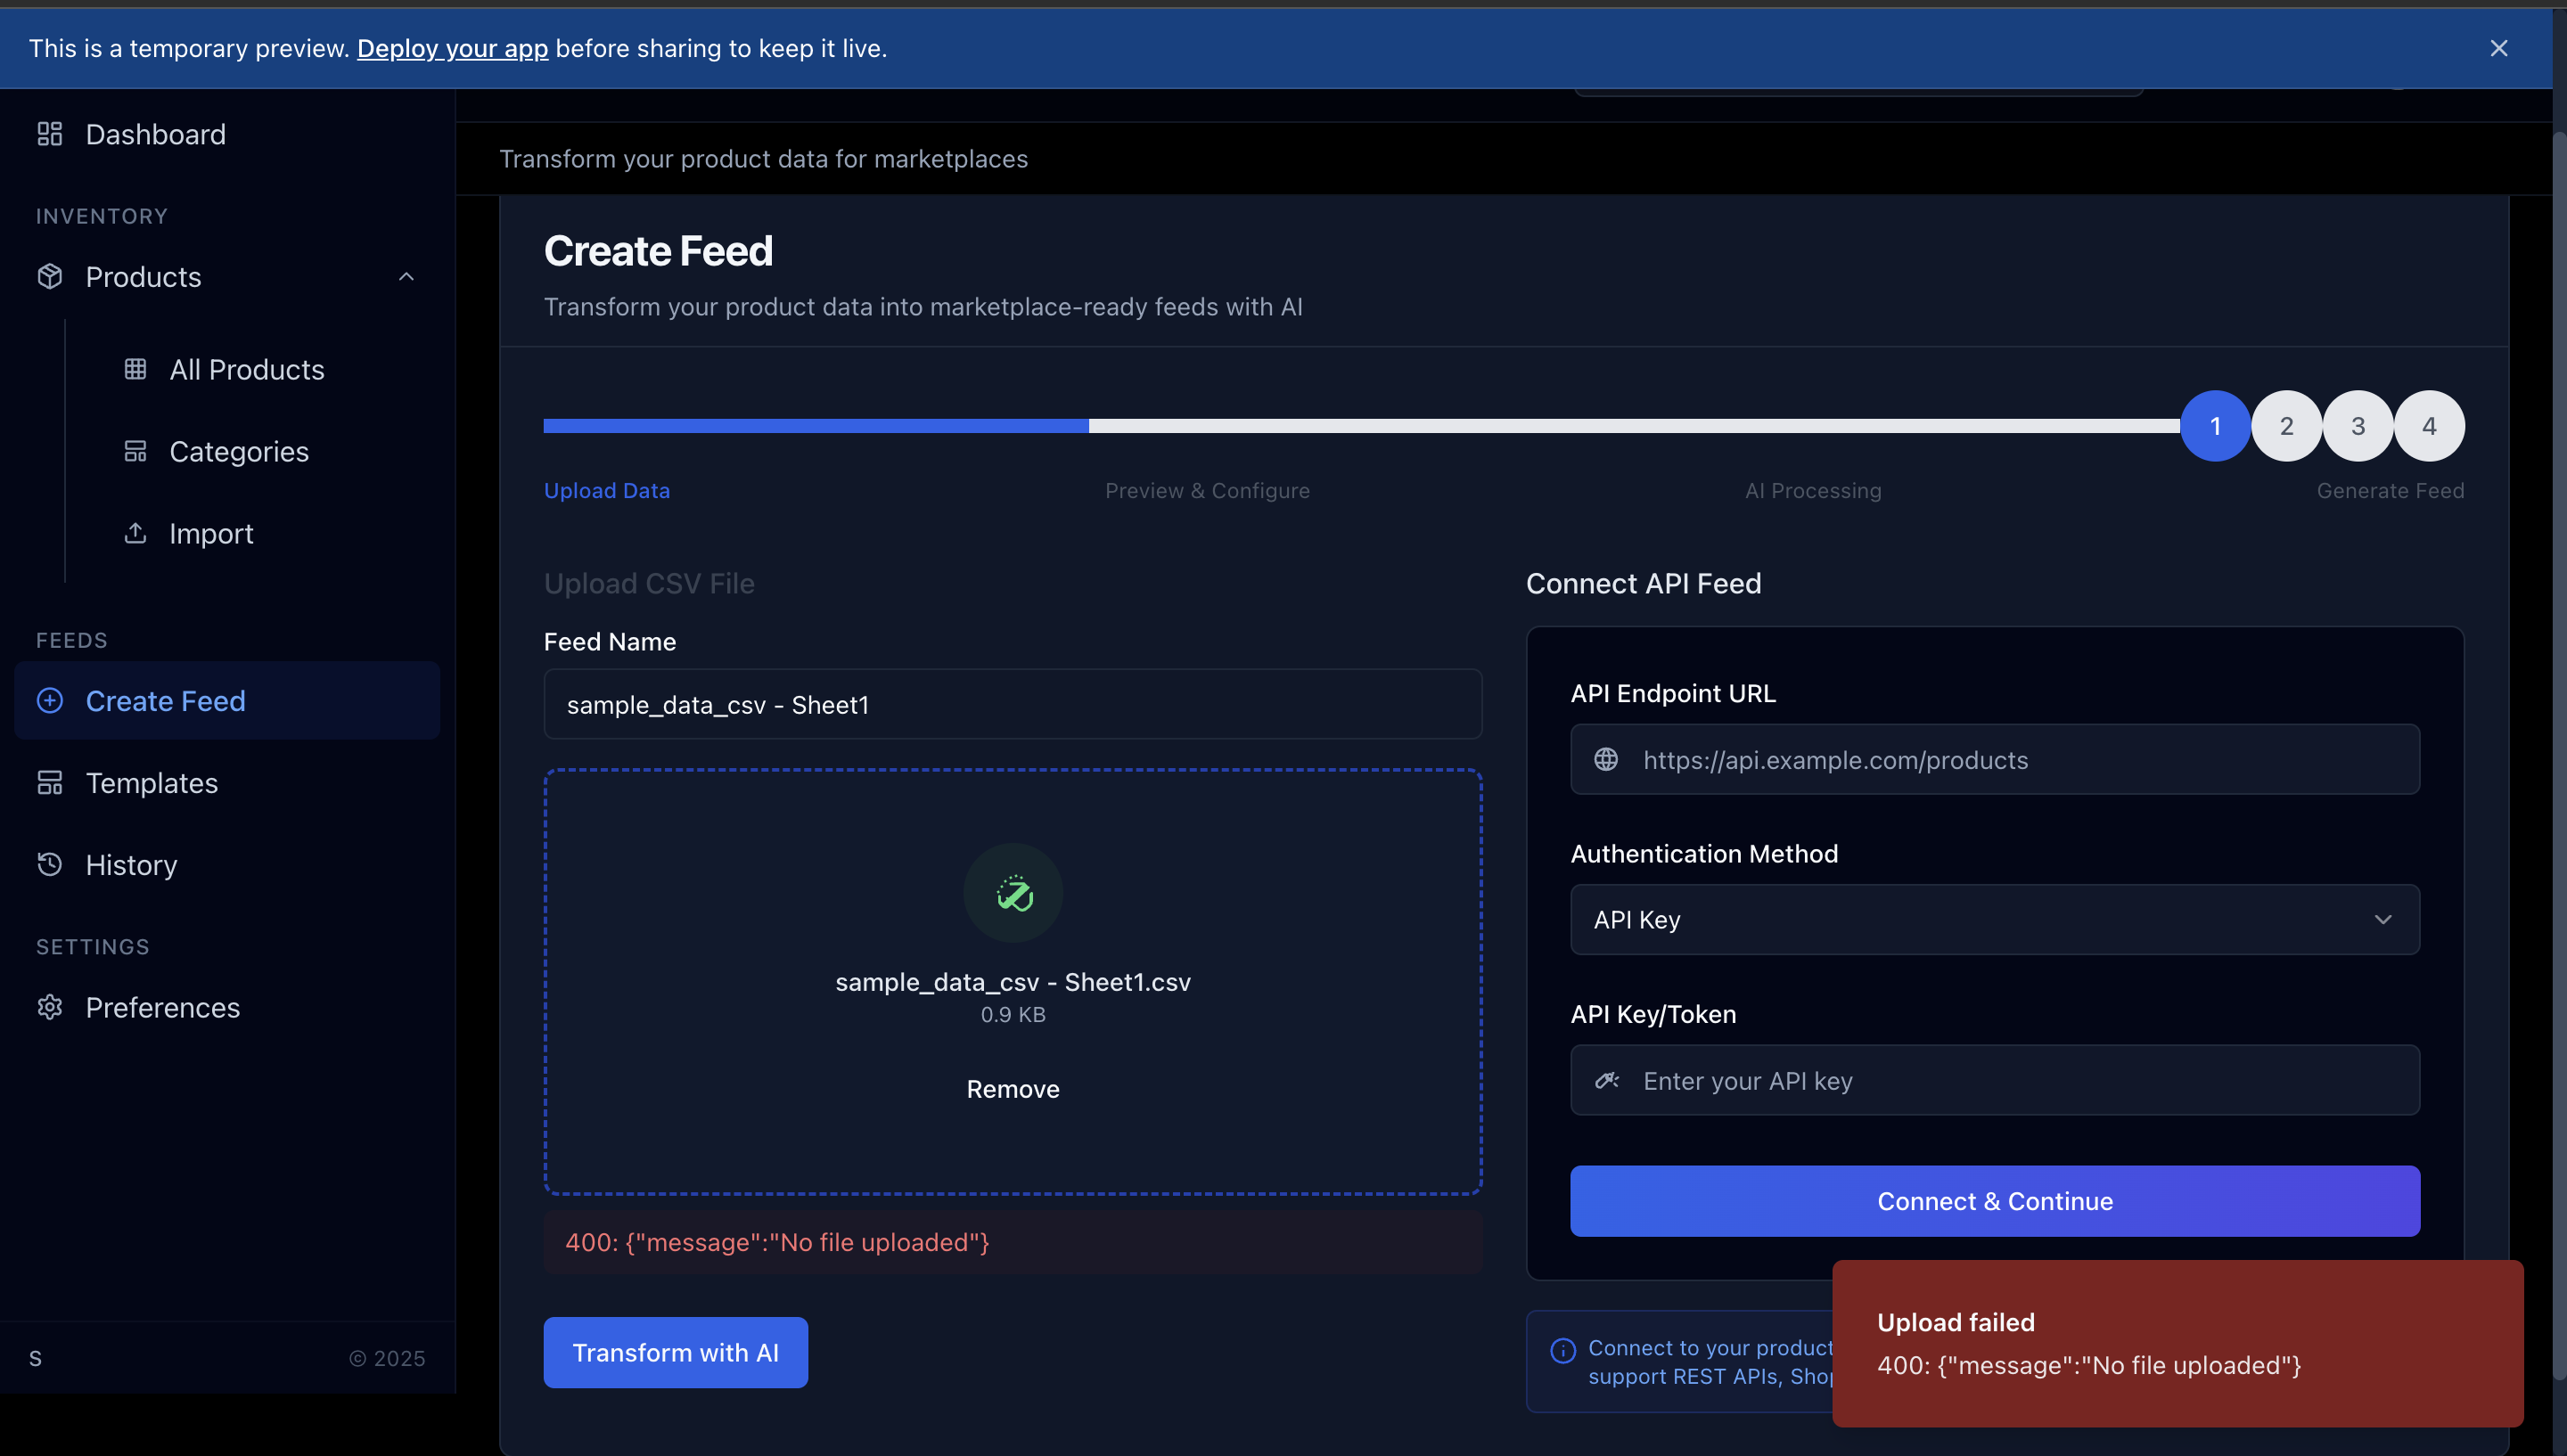 This is a temporary preview. Deploy your app before sharing to keep it live.
Dashboard
INVENTORY
Products
All Products
Categories
Import
FEEDS
Create Feed
Templates
History
SETTINGS
Preferences
S
© 2025
Transform your product data for marketplaces
Create Feed
Transform your product data into marketplace-ready feeds with AI
1
2
3
4
Upload Data
Preview & Configure
AI Processing
Generate Feed
Upload CSV File
Feed Name
sample_data_csv - Sheet1
sample_data_csv - Sheet1.csv
0.9 KB
Remove
400: {"message":"No file uploaded"}
Transform with AI
Connect API Feed
API Endpoint URL
https://api.example.com/products
Authentication Method
API Key
API Key/Token
Enter your API key
Connect & Continue
Connect to your product
support REST APIs,
Upload failed
400: {"message":"No file uploaded"}